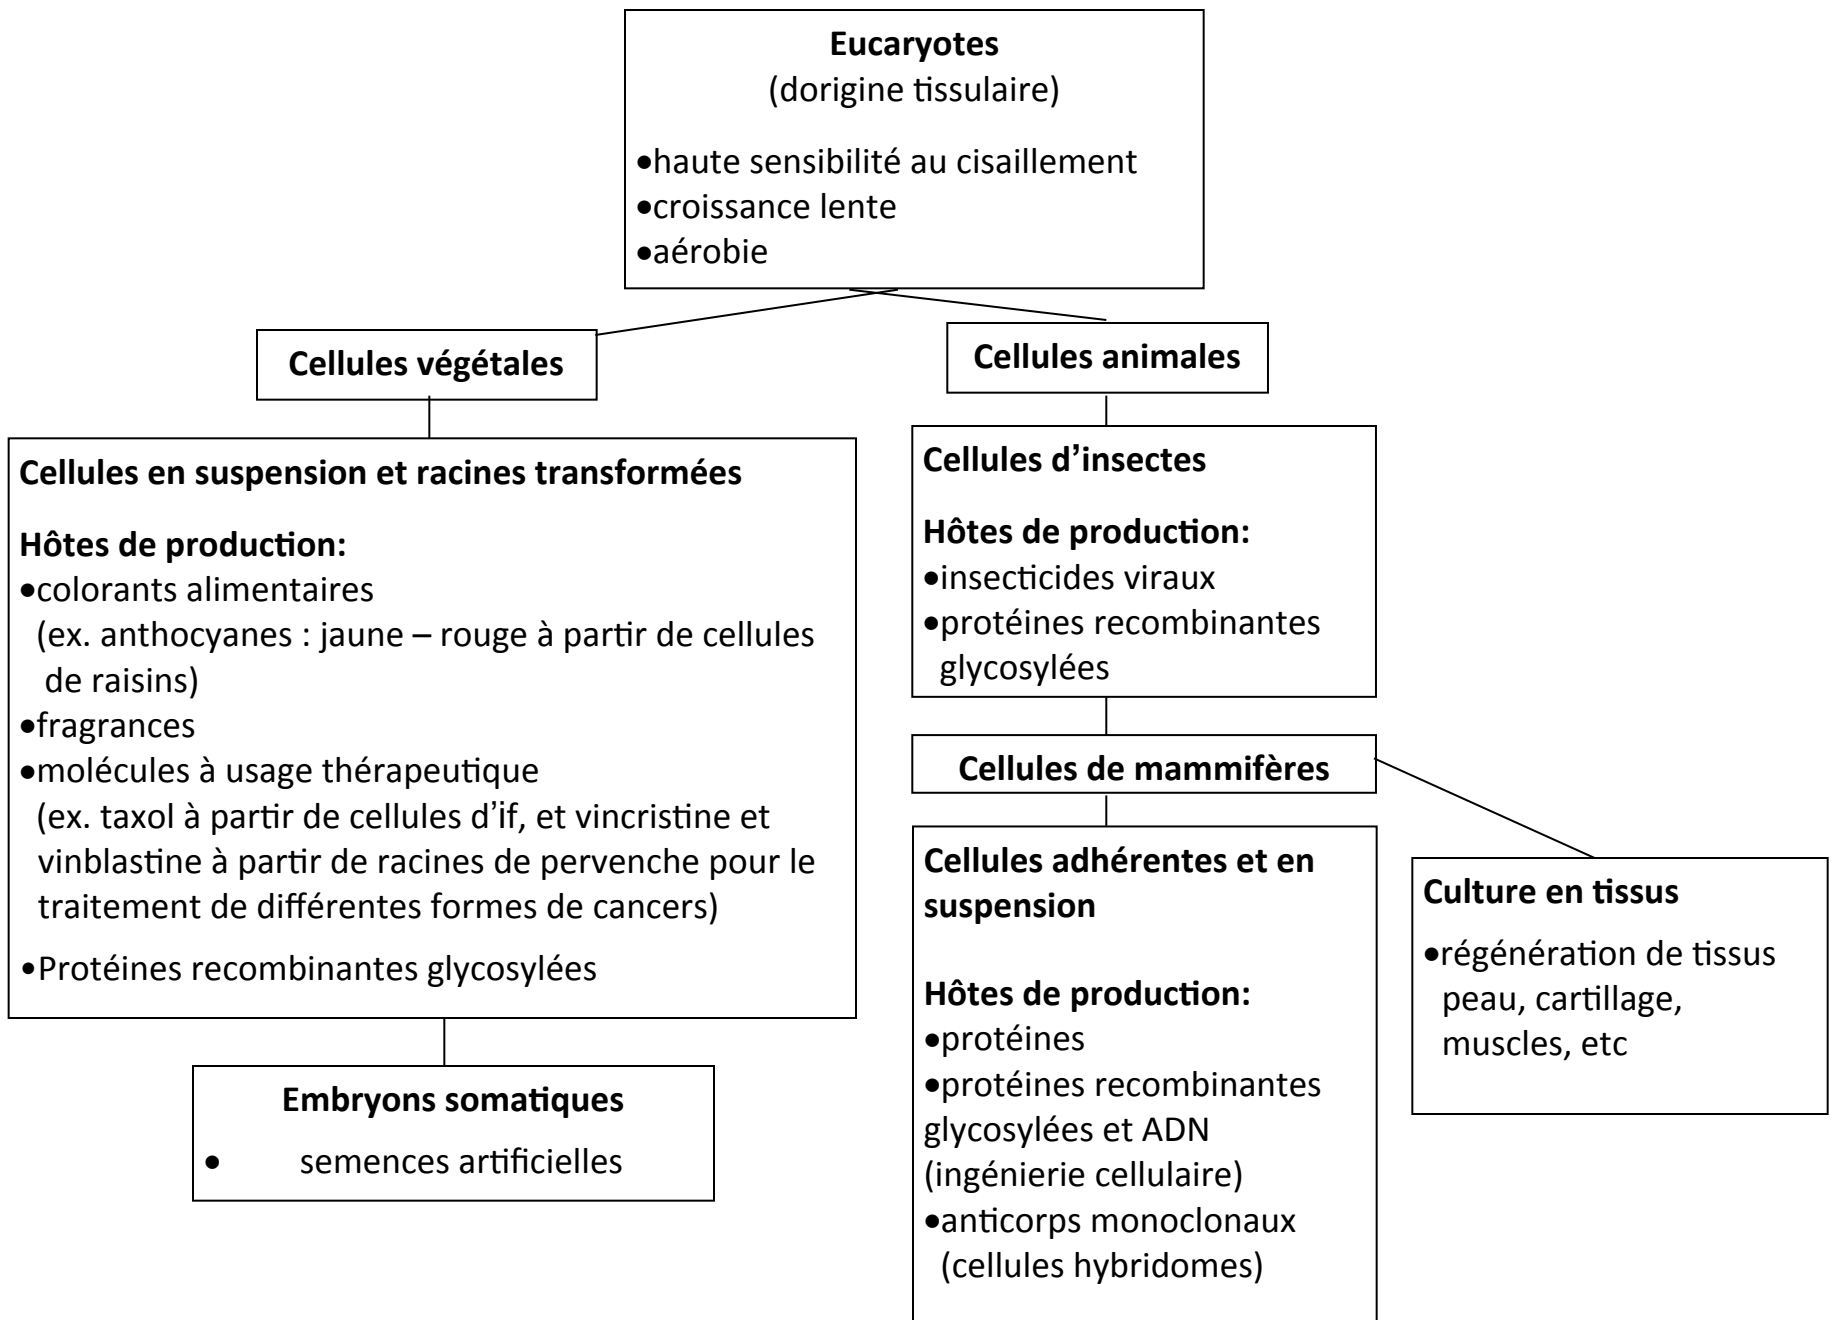 Eucaryotes
(dorigine tissulaire)
•haute sensibilité au cisaillement
•croissance lente
•aérobie
Cellules végétales
Cellules animales
Cellules en suspension et racines transformées
Hôtes de production:
•colorants alimentaires
(ex. anthocyanes : jaune – rouge à partir de cellules
de raisins)
•fragrances
•molécules à usage thérapeutique
(ex. taxol à partir de cellules d’if, et vincristine et
vinblastine à partir de racines de pervenche pour le
traitement de différentes formes de cancers)
•Protéines recombinantes glycosylées
Embryons somatiques
• semences artificielles
Cellules d’insectes
Hôtes de production:
•insecticides viraux
•protéines recombinantes
glycosylées
Cellules de mammifères
Cellules adhérentes et en
suspension
Hôtes de production:
•protéines
•protéines recombinantes
glycosylées et ADN
(ingénierie cellulaire)
•anticorps monoclonaux
(cellules hybridomes)
Culture en tissus
•régénération de tissus
peau, cartillage,
muscles, etc